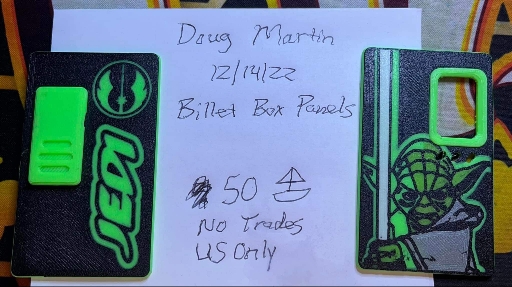 Doug Martin
12/14/22
Billet Box Panels
50
No Trades
US Only
JEDI